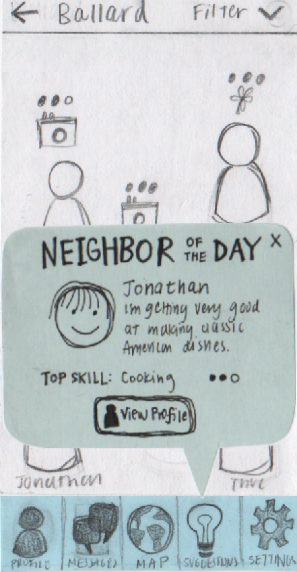 ← Ballard Filter ✓
NEIGHBOR OF THE DAY X
Jonathan
im getting very good
at making classic
American dishes.
TOP SKILL: Cooking
View Profile
Jonathan
PROFILE MESSAGES MAP SUGGESTIONS SETTINGS